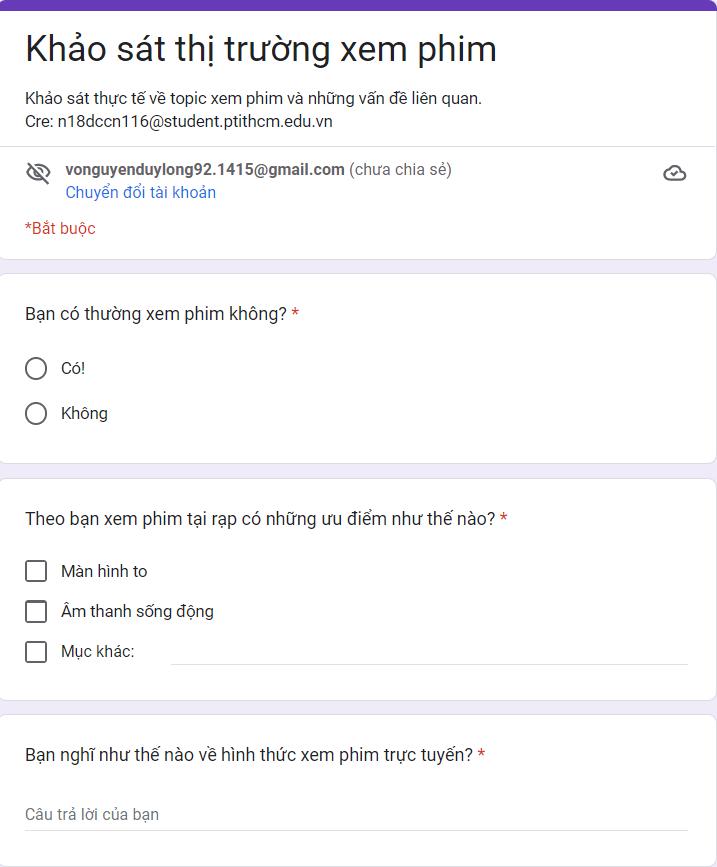 Khảo sát thị trường xem phim
Khảo sát thực tế về topic xem phim và những vấn đề liên quan.
Cre: n18dccn116@student.ptithcm.edu.vn
vonguyenduylong92.1415@gmail.com (chưa chia sẻ)
Chuyển đổi tài khoản
*Bắt buộc
Bạn có thường xem phim không? *
Có!
Không
Theo bạn xem phim tại rạp có những ưu điểm như thế nào? *
Màn hình to
Âm thanh sống động
Mục khác:
Bạn nghĩ như thế nào về hình thức xem phim trực tuyến? *
Câu trả lời của bạn